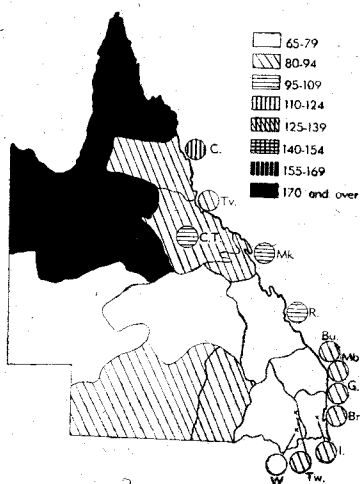 65-79
80-94
95-109
110-124
125-139
140-154
155-169
170 and over
C.
Tv.
C.T.
Mk.
R.
Bu.
Mb
G.
Br
I.
W
Tw.